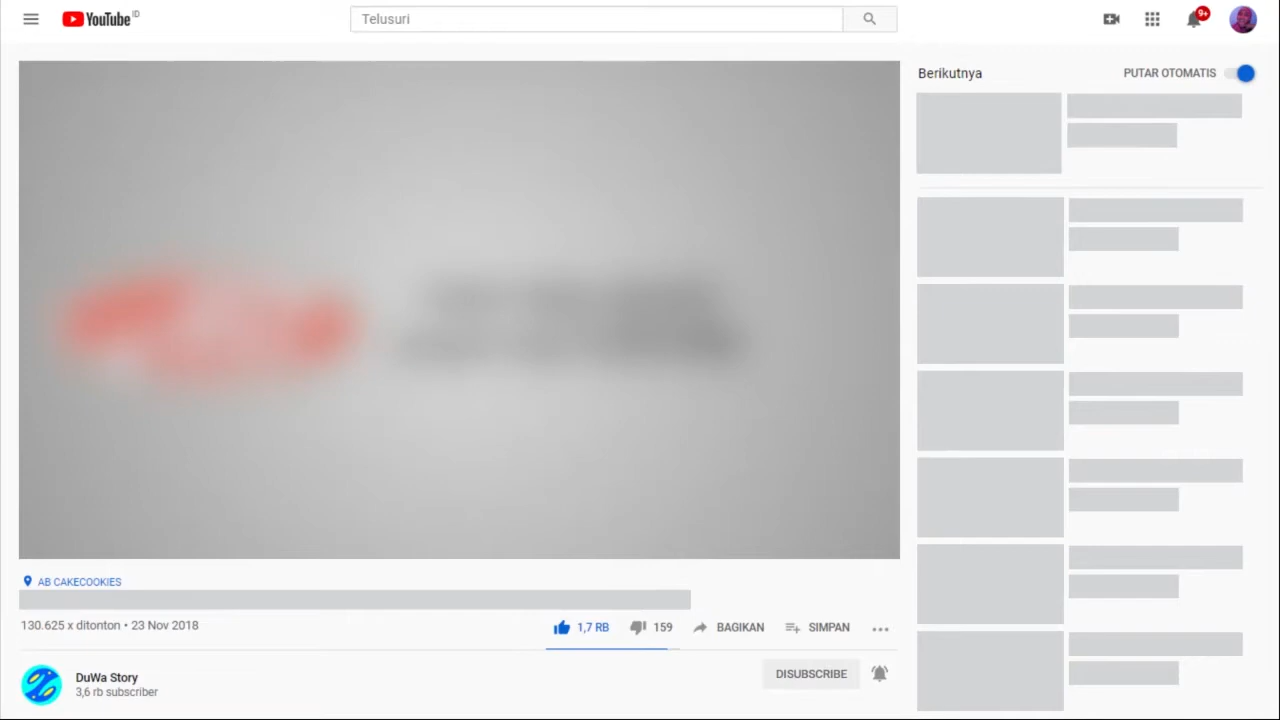 YouTube ID
Telusuri
9+
Berikutnya
PUTAR OTOMATIS
AB CAKECOOKIES
130.625 x ditonton • 23 Nov 2018
1,7 RB
159
BAGIKAN
SIMPAN
DuWa Story
3,6 rb subscriber
DISUBSCRIBE